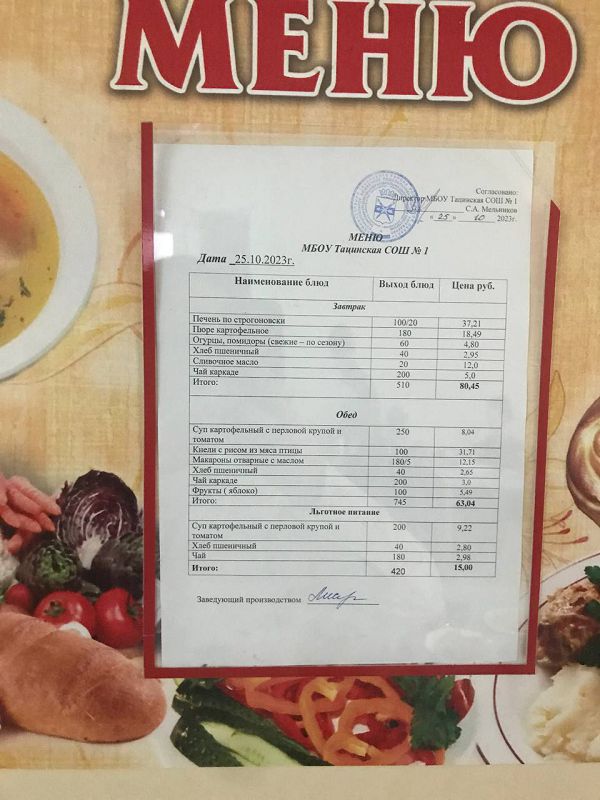 МЕНЮ
Согласовано:
Директор МБОУ Тацинская СОШ № 1
С.А. Мельников
« 25 » 10 2023г.
МЕНЮ
МБОУ Тацинская СОШ № 1
Дата 25.10.2023г.
Наименование блюд Выход блюд Цена руб.
Завтрак
Печень по строгоновски 100/20 37,21
Пюре картофельное 180 18,49
Огурцы, помидоры (свежие – по сезону) 60 4,80
Хлеб пшеничный 40 2,95
Сливочное масло 20 12,0
Чай каркаде 200 5,0
Итого: 510 80,45
Обед
Суп картофельный с перловой крупой и 250 8,04
томатом
Кнели с рисом из мяса птицы 100 31,71
Макароны отварные с маслом 180/5 12,15
Хлеб пшеничный 40 2,65
Чай каркаде 200 3,0
Фрукты ( яблоко) 100 5,49
Итого: 745 63,04
Льготное питание
Суп картофельный с перловой крупой и 200 9,22
томатом
Хлеб пшеничный 40 2,80
Чай 180 2,98
Итого: 420 15,00
Заведующий производством